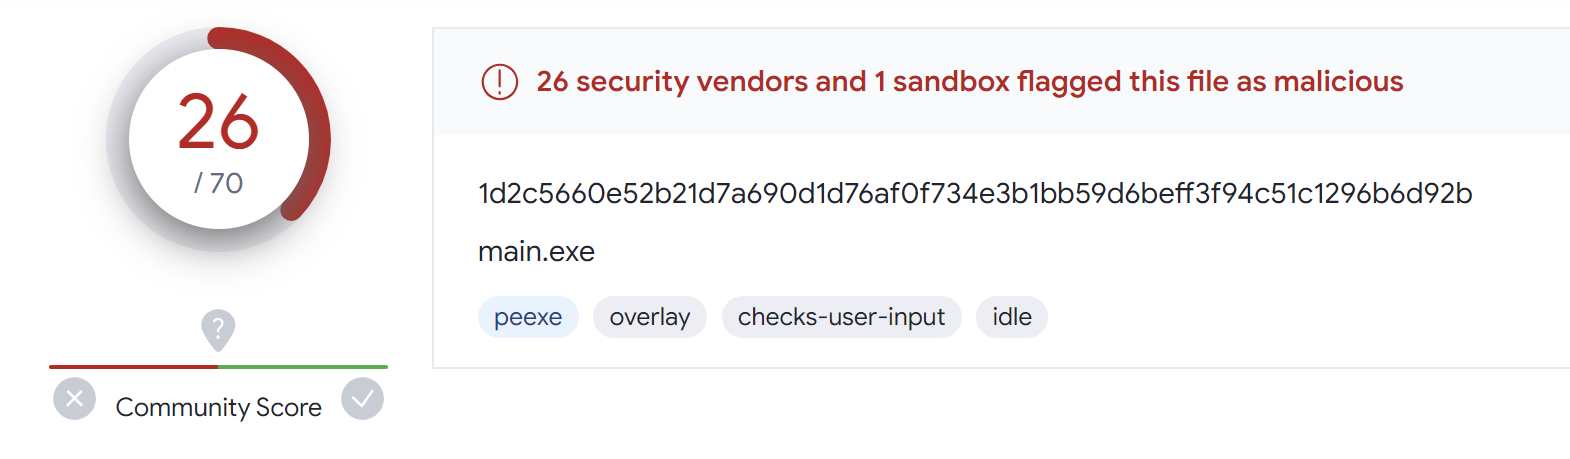 26
/ 70
?
Community Score
26 security vendors and 1 sandbox flagged this file as malicious
1d2c5660e52b21d7a690d1d76af0f734e3b1bb59d6beff3f94c51c1296b6d92b
main.exe
peexe overlay checks-user-input idle